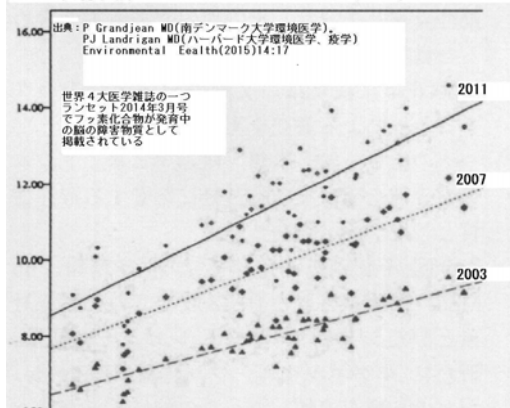 16.00
出典：P Grandjean MD(南デンマーク大学環境医学),
PJ Landrigan MD(ハーバード大学環境医学、疫学)
Environmental Eealth(2015)14:17
世界４大医学雑誌の一つ
ランセット2014年3月号
でフッ素化合物が発育中
の脳の障害物質として
掲載されている
14.00
2011
12.00
2007
10.00
2003
8.00